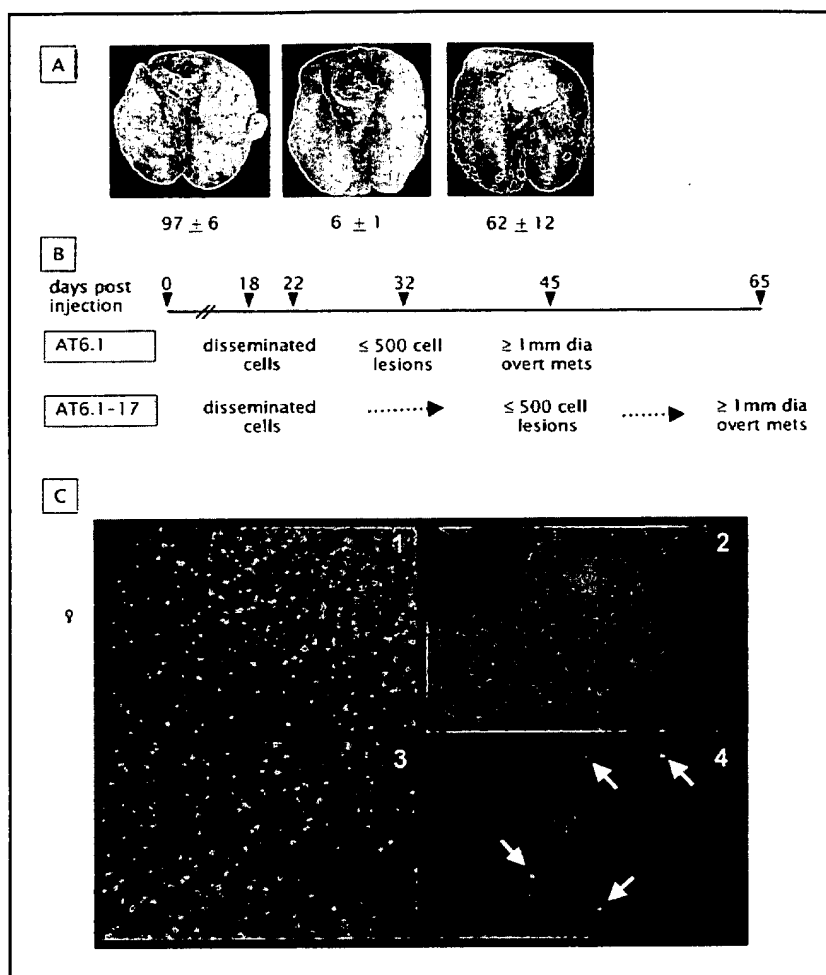 A
97 ± 6 6 ± 1 62 ± 12
B
days post injection 0 18 22 32 45 65
AT6.1 disseminated cells ≤ 500 cell lesions ≥ 1mm dia overt mets
AT6.1-17 disseminated cells ≤ 500 cell lesions ≥ 1mm dia overt mets
C
1 2
♀
3 4